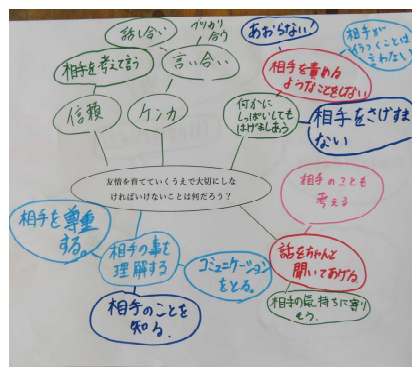 話し合い
ブツカリ
合う
あおらない!
相手が
イラつくことは
言わない
相手を考えて言う
言い合い
相手を責める
ようなことをしない
信頼
ケンカ
何かに
しっぱいしても
はげましあう
相手をさげすま
ない
友情を育てていくうえで大切にしな
ければいけないことは何だろう?
相手のことも
考える
相手を尊重
する。
相手の事を
理解する
コミュニケーション
をとる。
話をちゃんと
聞いてあげる。
相手のことを
知る。
相手の気持ちに寄り
そう。